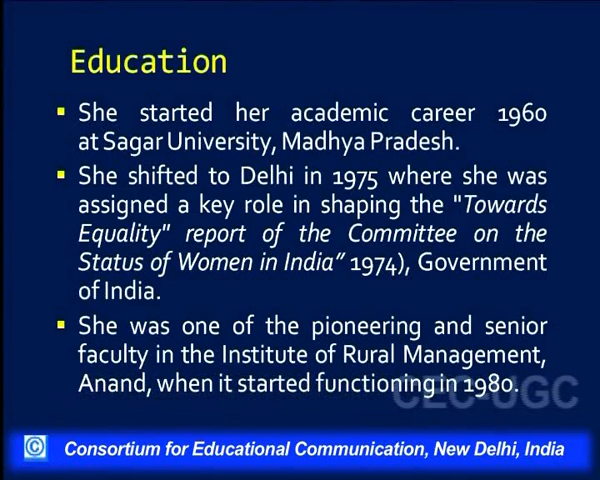 Education
▪ She started her academic career 1960
at Sagar University, Madhya Pradesh.
▪ She shifted to Delhi in 1975 where she was
assigned a key role in shaping the "Towards
Equality" report of the Committee on the
Status of Women in India” 1974), Government
of India.
▪ She was one of the pioneering and senior
faculty in the Institute of Rural Management,
Anand, when it started functioning in 1980.
CEC-UGC
© Consortium for Educational Communication, New Delhi, India